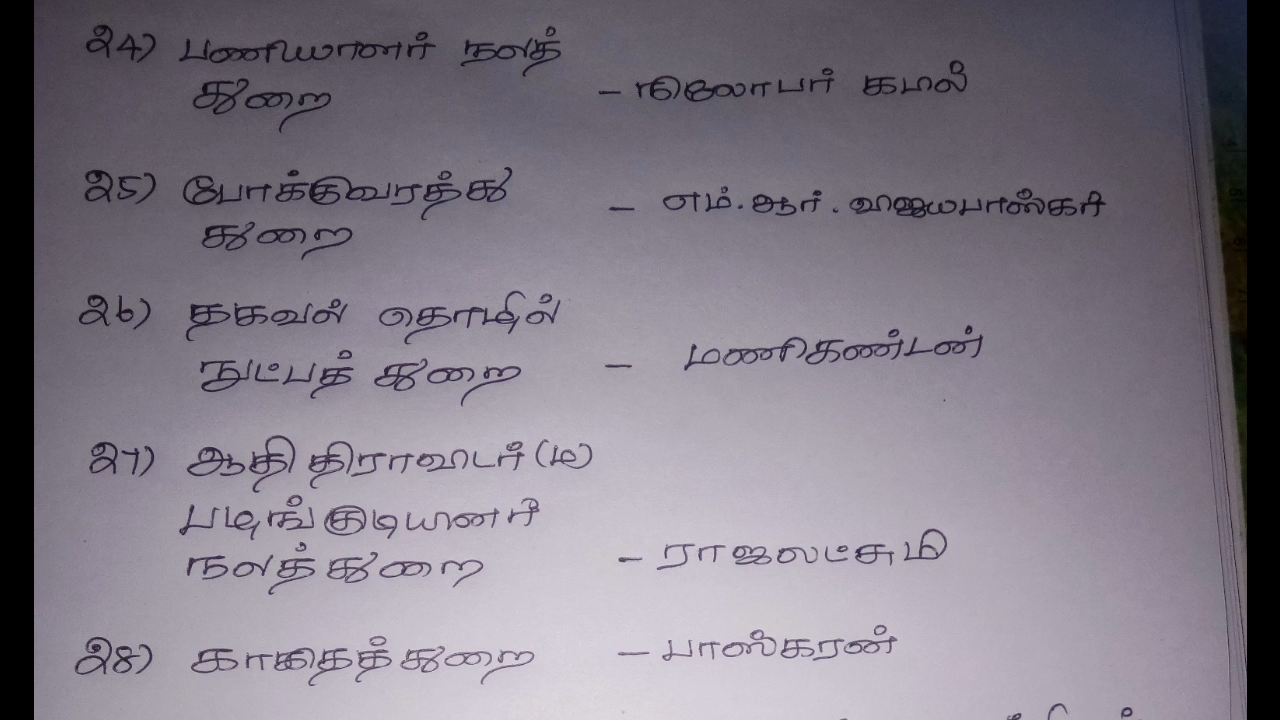 24) பணியாளர் நலத்
துறை - நிலோபர் கபில்
25) போக்குவரத்து
துறை - எம்.ஆர்.விஜயபாஸ்கர்
26) தகவல் தொழில்
நுட்பத் துறை - மணிகண்டன்
27) ஆதி திராவிடர் (ம)
பழங்குடியினர்
நலத்துறை - ராஜலட்சுமி
28) காதித்துறை - பாஸ்கரன்